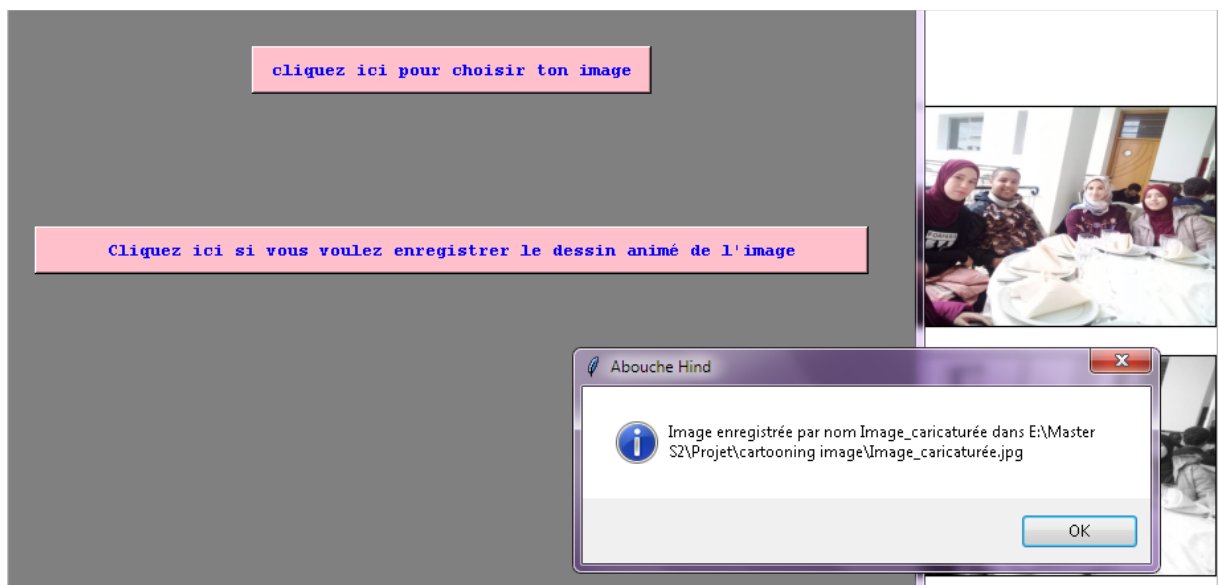 cliquez ici pour choisir ton image
Cliquez ici si vous voulez enregistrer le dessin animé de l'image
Abouche Hind
Image enregistrée par nom Image_caricaturée dans E:\Master
S2\Projet\cartooning image\Image_caricaturée.jpg
OK